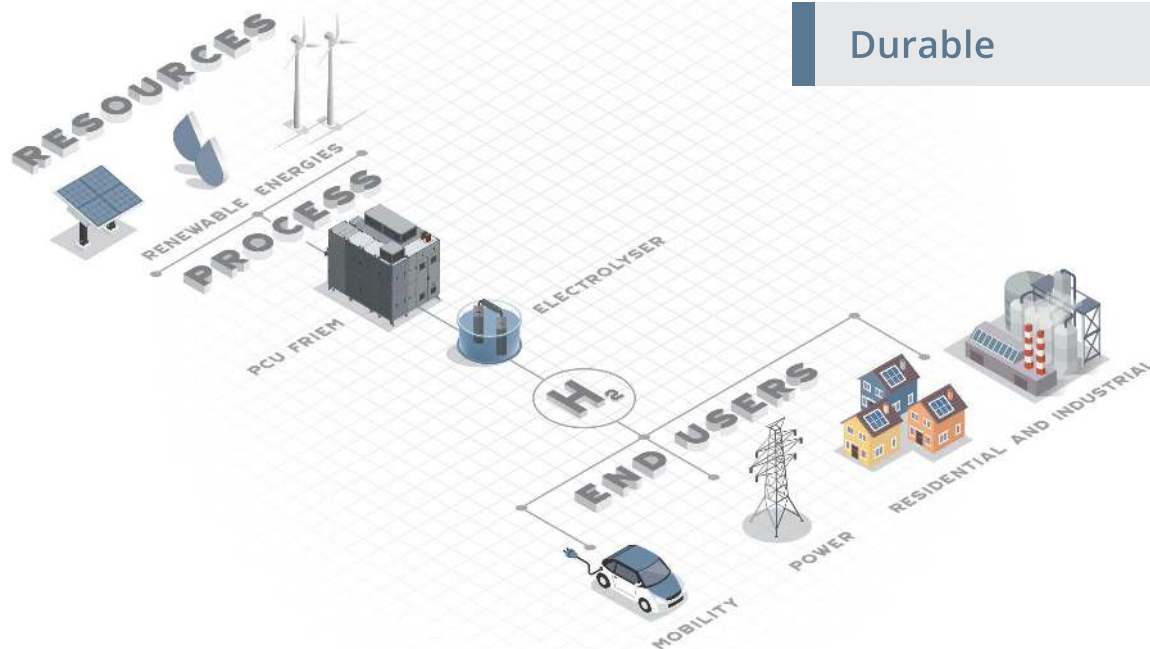 Durable
RESOURCES
RENEWABLE ENERGIES
PROCESS
PCU FRIEM
ELECTROLYSER
H2
END USERS
MOBILITY
POWER
RESIDENTIAL AND INDUSTRIAL